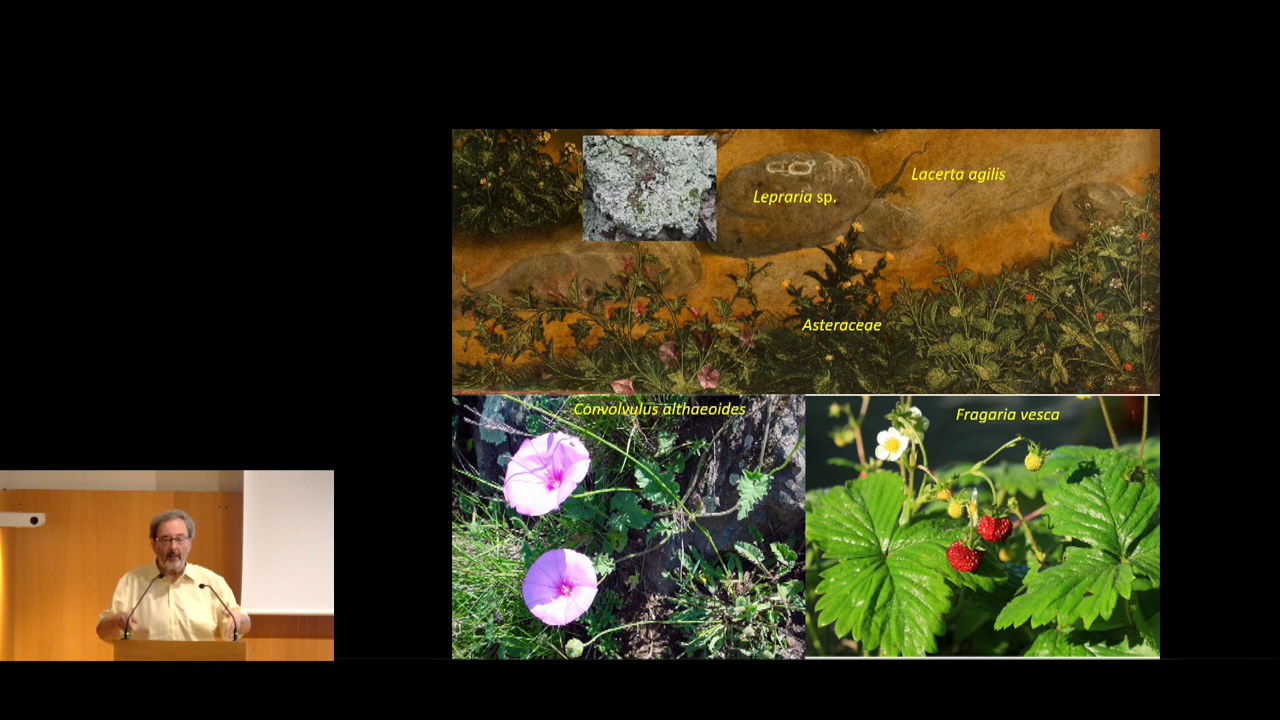 Lacerta agilis
Lepraria sp.
Asteraceae
Convolvulus althaeoides
Fragaria vesca